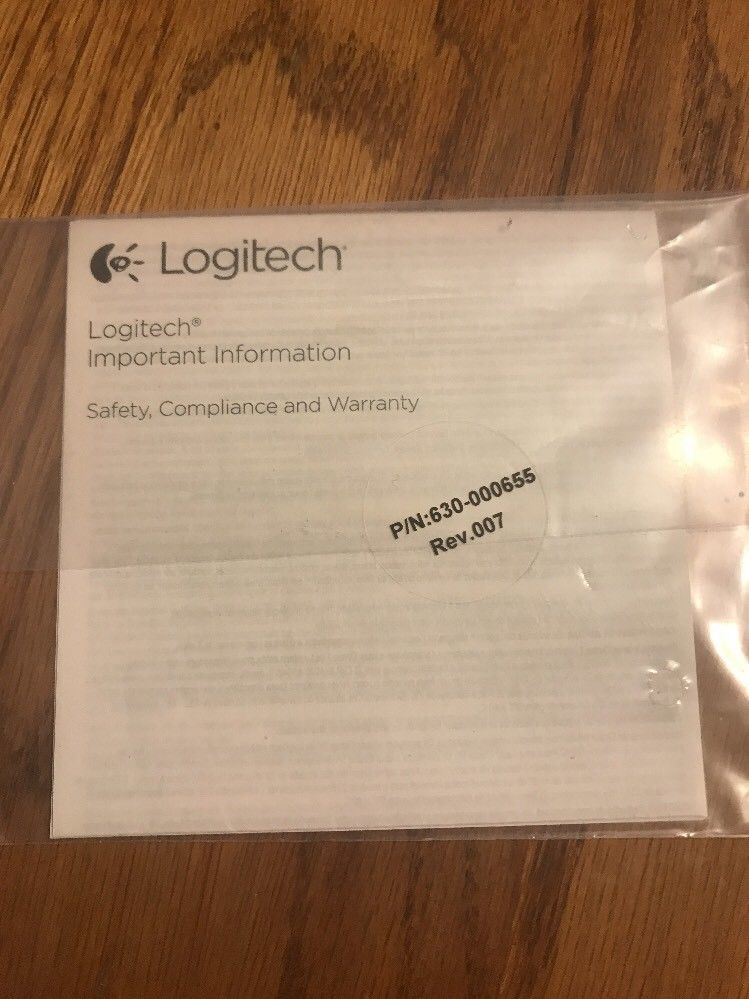 Logitech
Logitech®
Important Information
Safety, Compliance and Warranty
P/N:630-000655
Rev.007